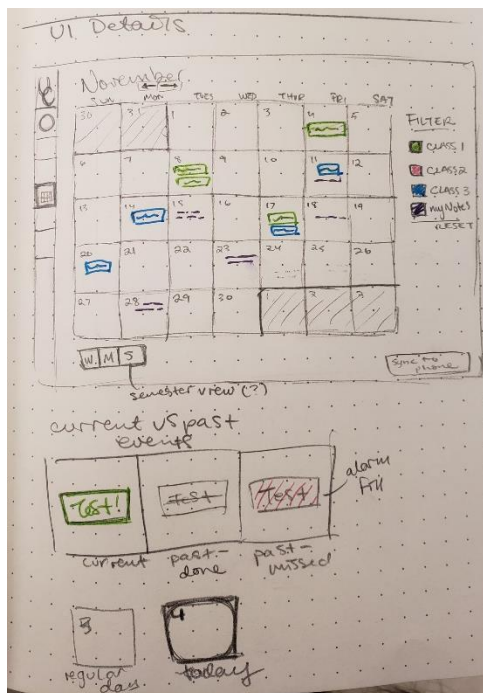 UI Details
November
SUN MON TUES WED THUR FRI SAT
30 31 1 2 3 4 5
6 7 8 9 10 11 12
13 14 15 16 17 18 19
20 21 22 23 24 25 26
27 28 29 30 1 2 3
FILTER
CLASS 1
CLASS 2
CLASS 3
myNotes
RESET
W M S
semester view (?)
sync to
phone
current vs past
events
Test! Test Test
current
past-
done
past-
missed
alarm
3 4
regular
day
today